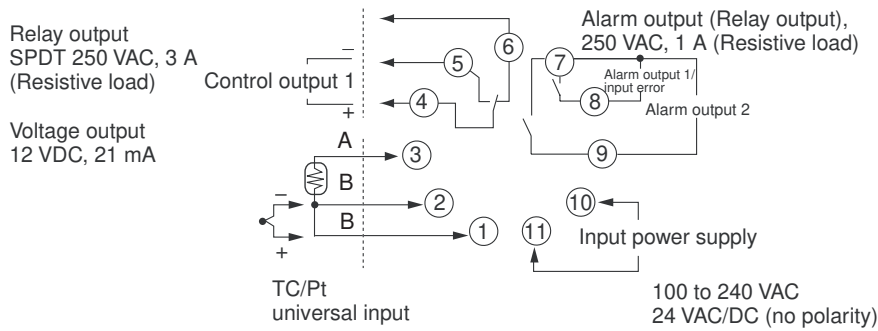 Relay output
SPDT 250 VAC, 3 A
(Resistive load)
Voltage output
12 VDC, 21 mA
Control output 1
–
+
6
5
4
A
3
B
2
B
1
–
+
TC/Pt
universal input
Alarm output (Relay output),
250 VAC, 1 A (Resistive load)
7
Alarm output 1/
input error
8
Alarm output 2
9
10
11
Input power supply
100 to 240 VAC
24 VAC/DC (no polarity)